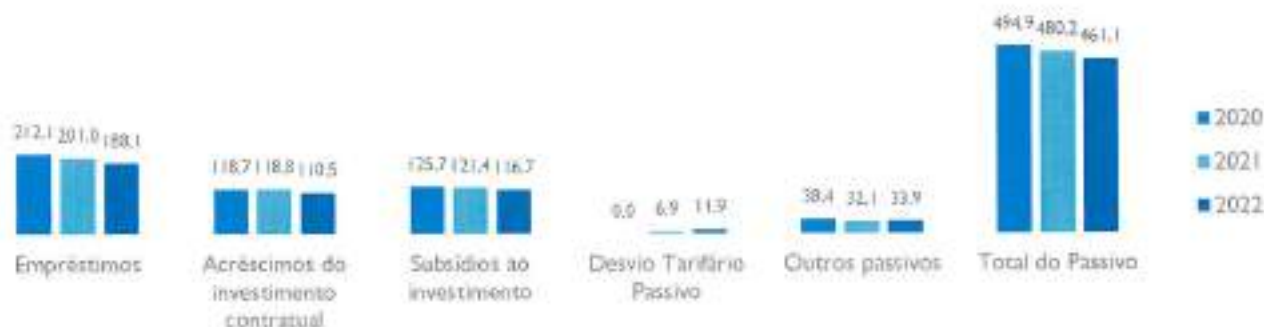 494.9 480.2 461.1
212.1 201.0 188.1
118.7 118.8 110.5
125.7 121.4 116.7
0.0 6.9 11.9
38.4 32.1 33.9
2020
2021
2022
Empréstimos
Acréscimos do
investimento
contratual
Subsídios ao
investimento
Desvio Tarifário
Passivo
Outros passivos
Total do Passivo